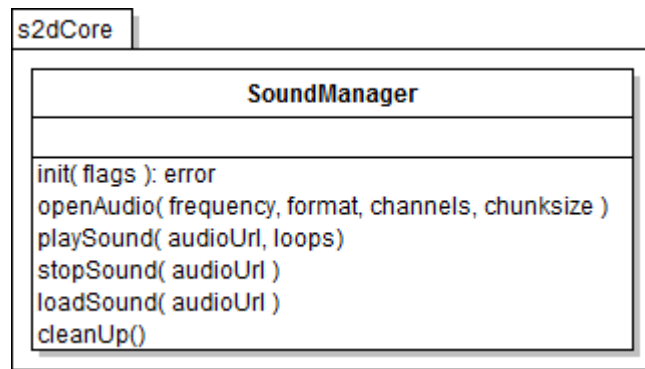 s2dCore
SoundManager
init( flags ): error
openAudio( frequency, format, channels, chunksize )
playSound( audioUrl, loops)
stopSound( audioUrl )
loadSound( audioUrl )
cleanUp()